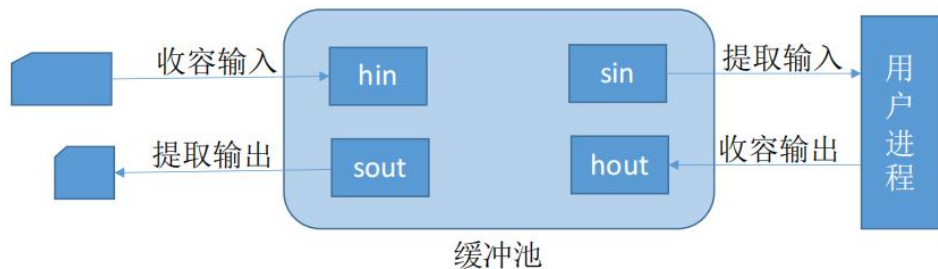 收容输入
hin
sin
提取输入
提取输出
sout
hout
收容输出
用户进程
缓冲池